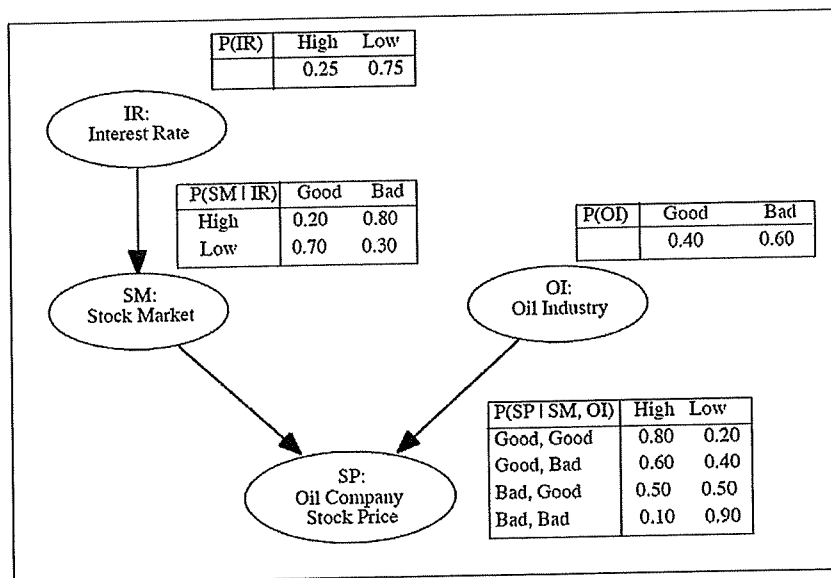 P(IR) High Low
0.25 0.75
IR:
Interest Rate
P(SM | IR) Good Bad
High 0.20 0.80
Low 0.70 0.30
P(OI) Good Bad
0.40 0.60
SM:
Stock Market
OI:
Oil Industry
P(SP | SM, OI) High Low
Good, Good 0.80 0.20
Good, Bad 0.60 0.40
Bad, Good 0.50 0.50
Bad, Bad 0.10 0.90
SP:
Oil Company
Stock Price